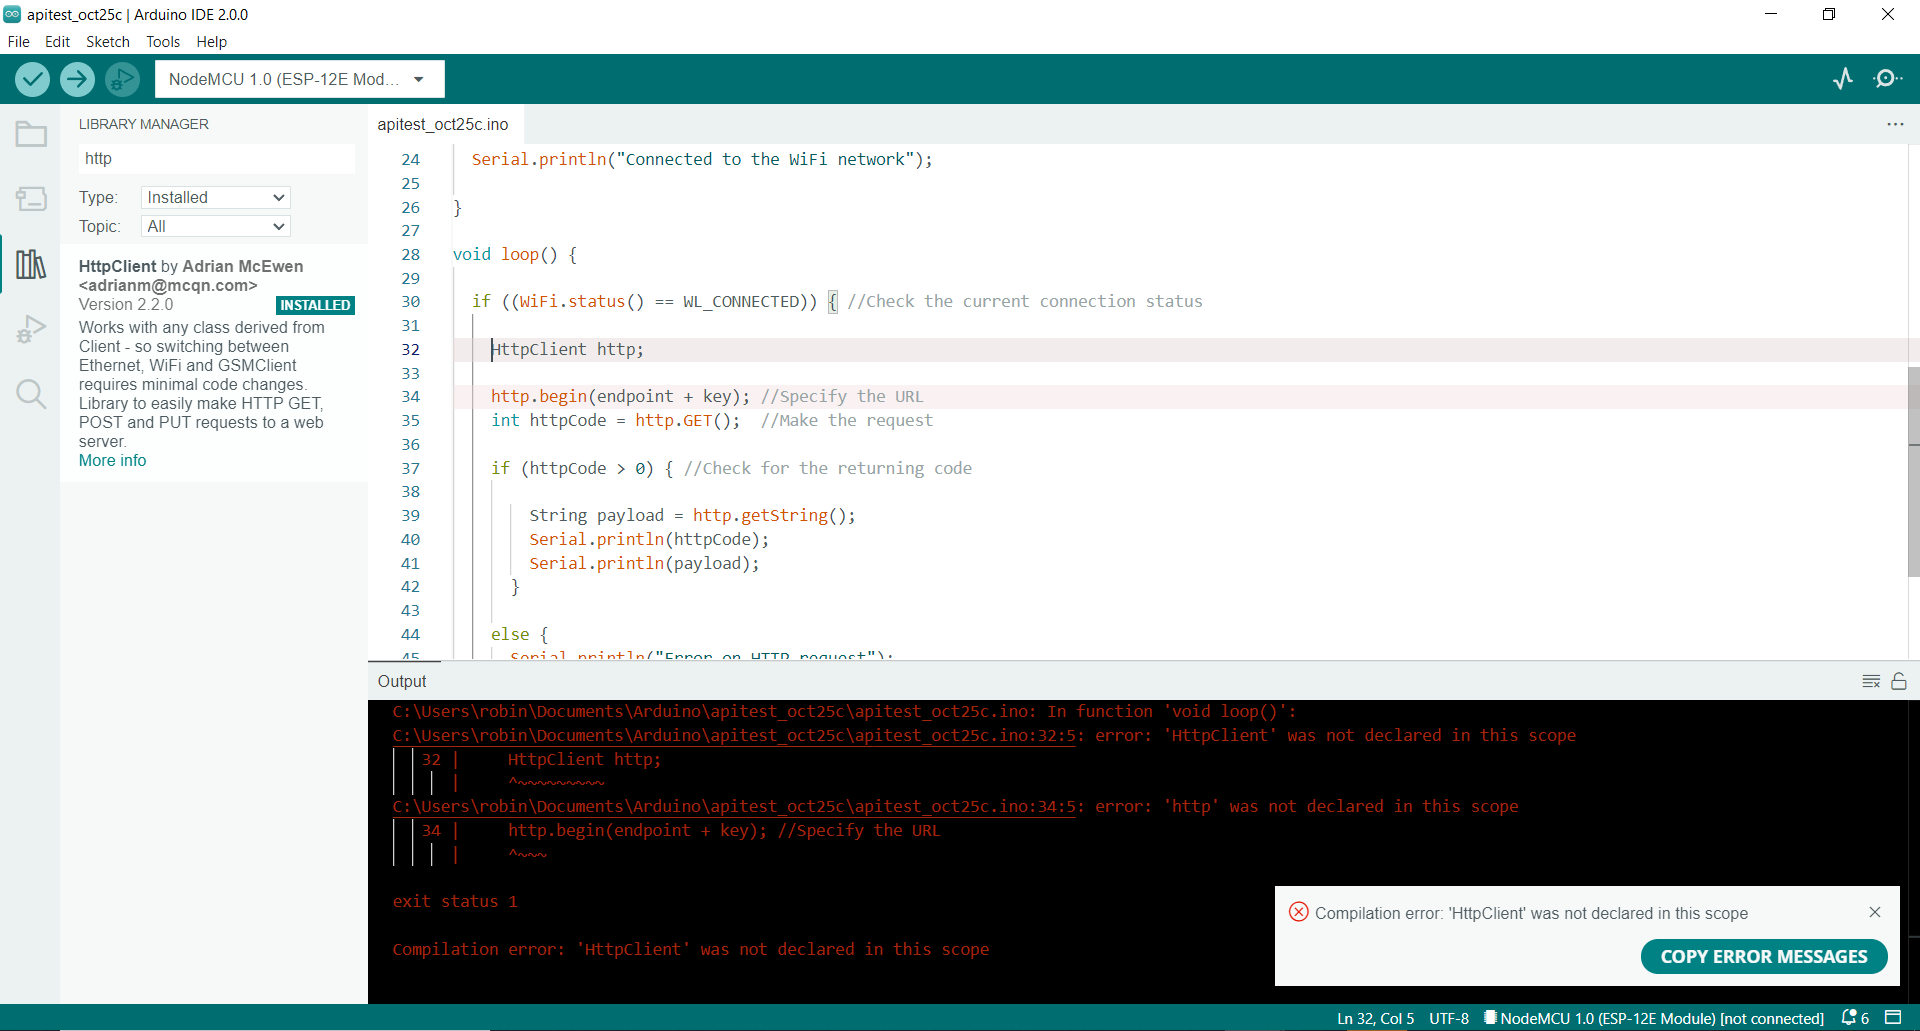 apitest_oct25c | Arduino IDE 2.0.0
File Edit Sketch Tools Help
NodeMCU 1.0 (ESP-12E Mod...
LIBRARY MANAGER
http
Type: Installed
Topic: All
HttpClient by Adrian McEwen
<adrianm@mcqn.com>
Version 2.2.0 INSTALLED
Works with any class derived from
Client - so switching between
Ethernet, WiFi and GSMClient
requires minimal code changes.
Library to easily make HTTP GET,
POST and PUT requests to a web
server.
More info
apitest_oct25c.ino
24 Serial.println("Connected to the WiFi network");
25
26 }
27
28 void loop() {
29
30 if ((WiFi.status() == WL_CONNECTED)) { //Check the current connection status
31
32 HttpClient http;
33
34 http.begin(endpoint + key); //Specify the URL
35 int httpCode = http.GET(); //Make the request
36
37 if (httpCode > 0) { //Check for the returning code
38
39 String payload = http.getString();
40 Serial.println(httpCode);
41 Serial.println(payload);
42 }
43
44 else {
45 Serial.println("Error on HTTP request");
Output
C:\Users\robin\Documents\Arduino\apitest_oct25c\apitest_oct25c.ino: In function 'void loop()':
C:\Users\robin\Documents\Arduino\apitest_oct25c\apitest_oct25c.ino:32:5: error: 'HttpClient' was not declared in this scope
32 | HttpClient http;
| ^~~~~~~~~~
C:\Users\robin\Documents\Arduino\apitest_oct25c\apitest_oct25c.ino:34:5: error: 'http' was not declared in this scope
34 | http.begin(endpoint + key); //Specify the URL
| ^~~~
exit status 1
Compilation error: 'HttpClient' was not declared in this scope
Compilation error: 'HttpClient' was not declared in this scope
COPY ERROR MESSAGES
Ln 32, Col 5 UTF-8 NodeMCU 1.0 (ESP-12E Module) [not connected] 6